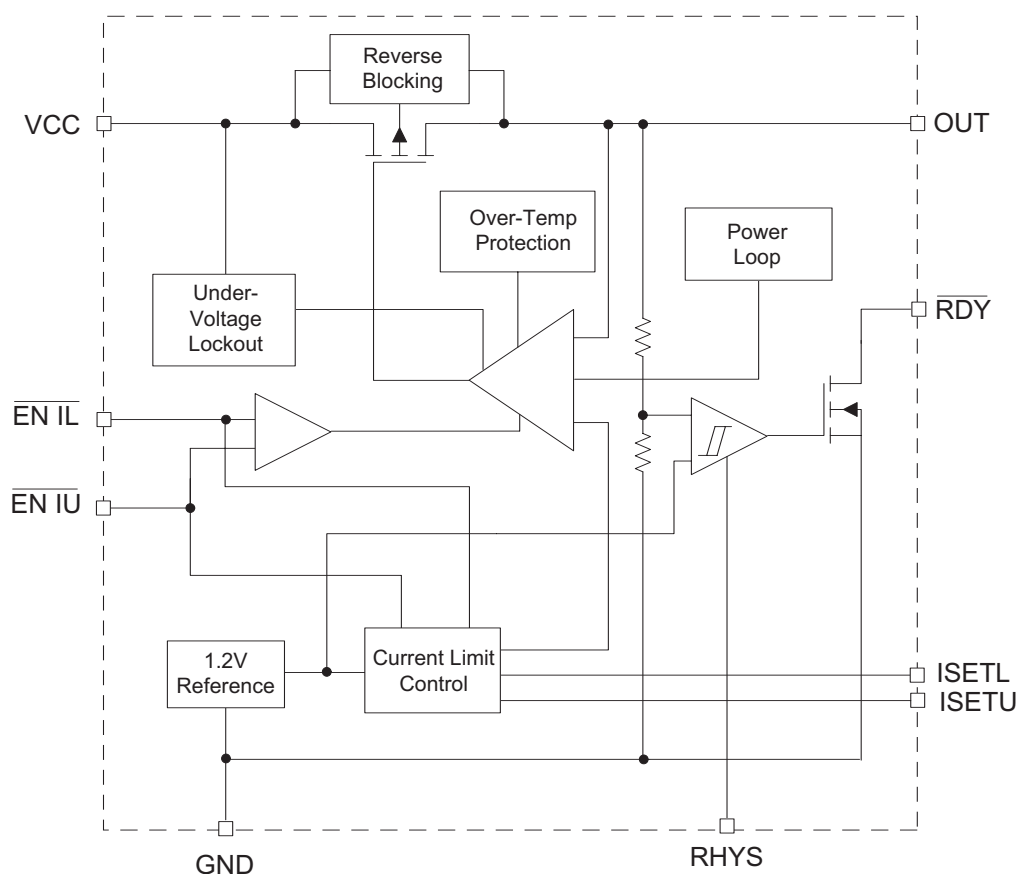 Reverse
Blocking
VCC
OUT
Over-Temp
Protection
Power
Loop
Under-
Voltage
Lockout
RDY
EN IL
EN IU
1.2V
Reference
Current Limit
Control
ISETL
ISETU
GND
RHYS